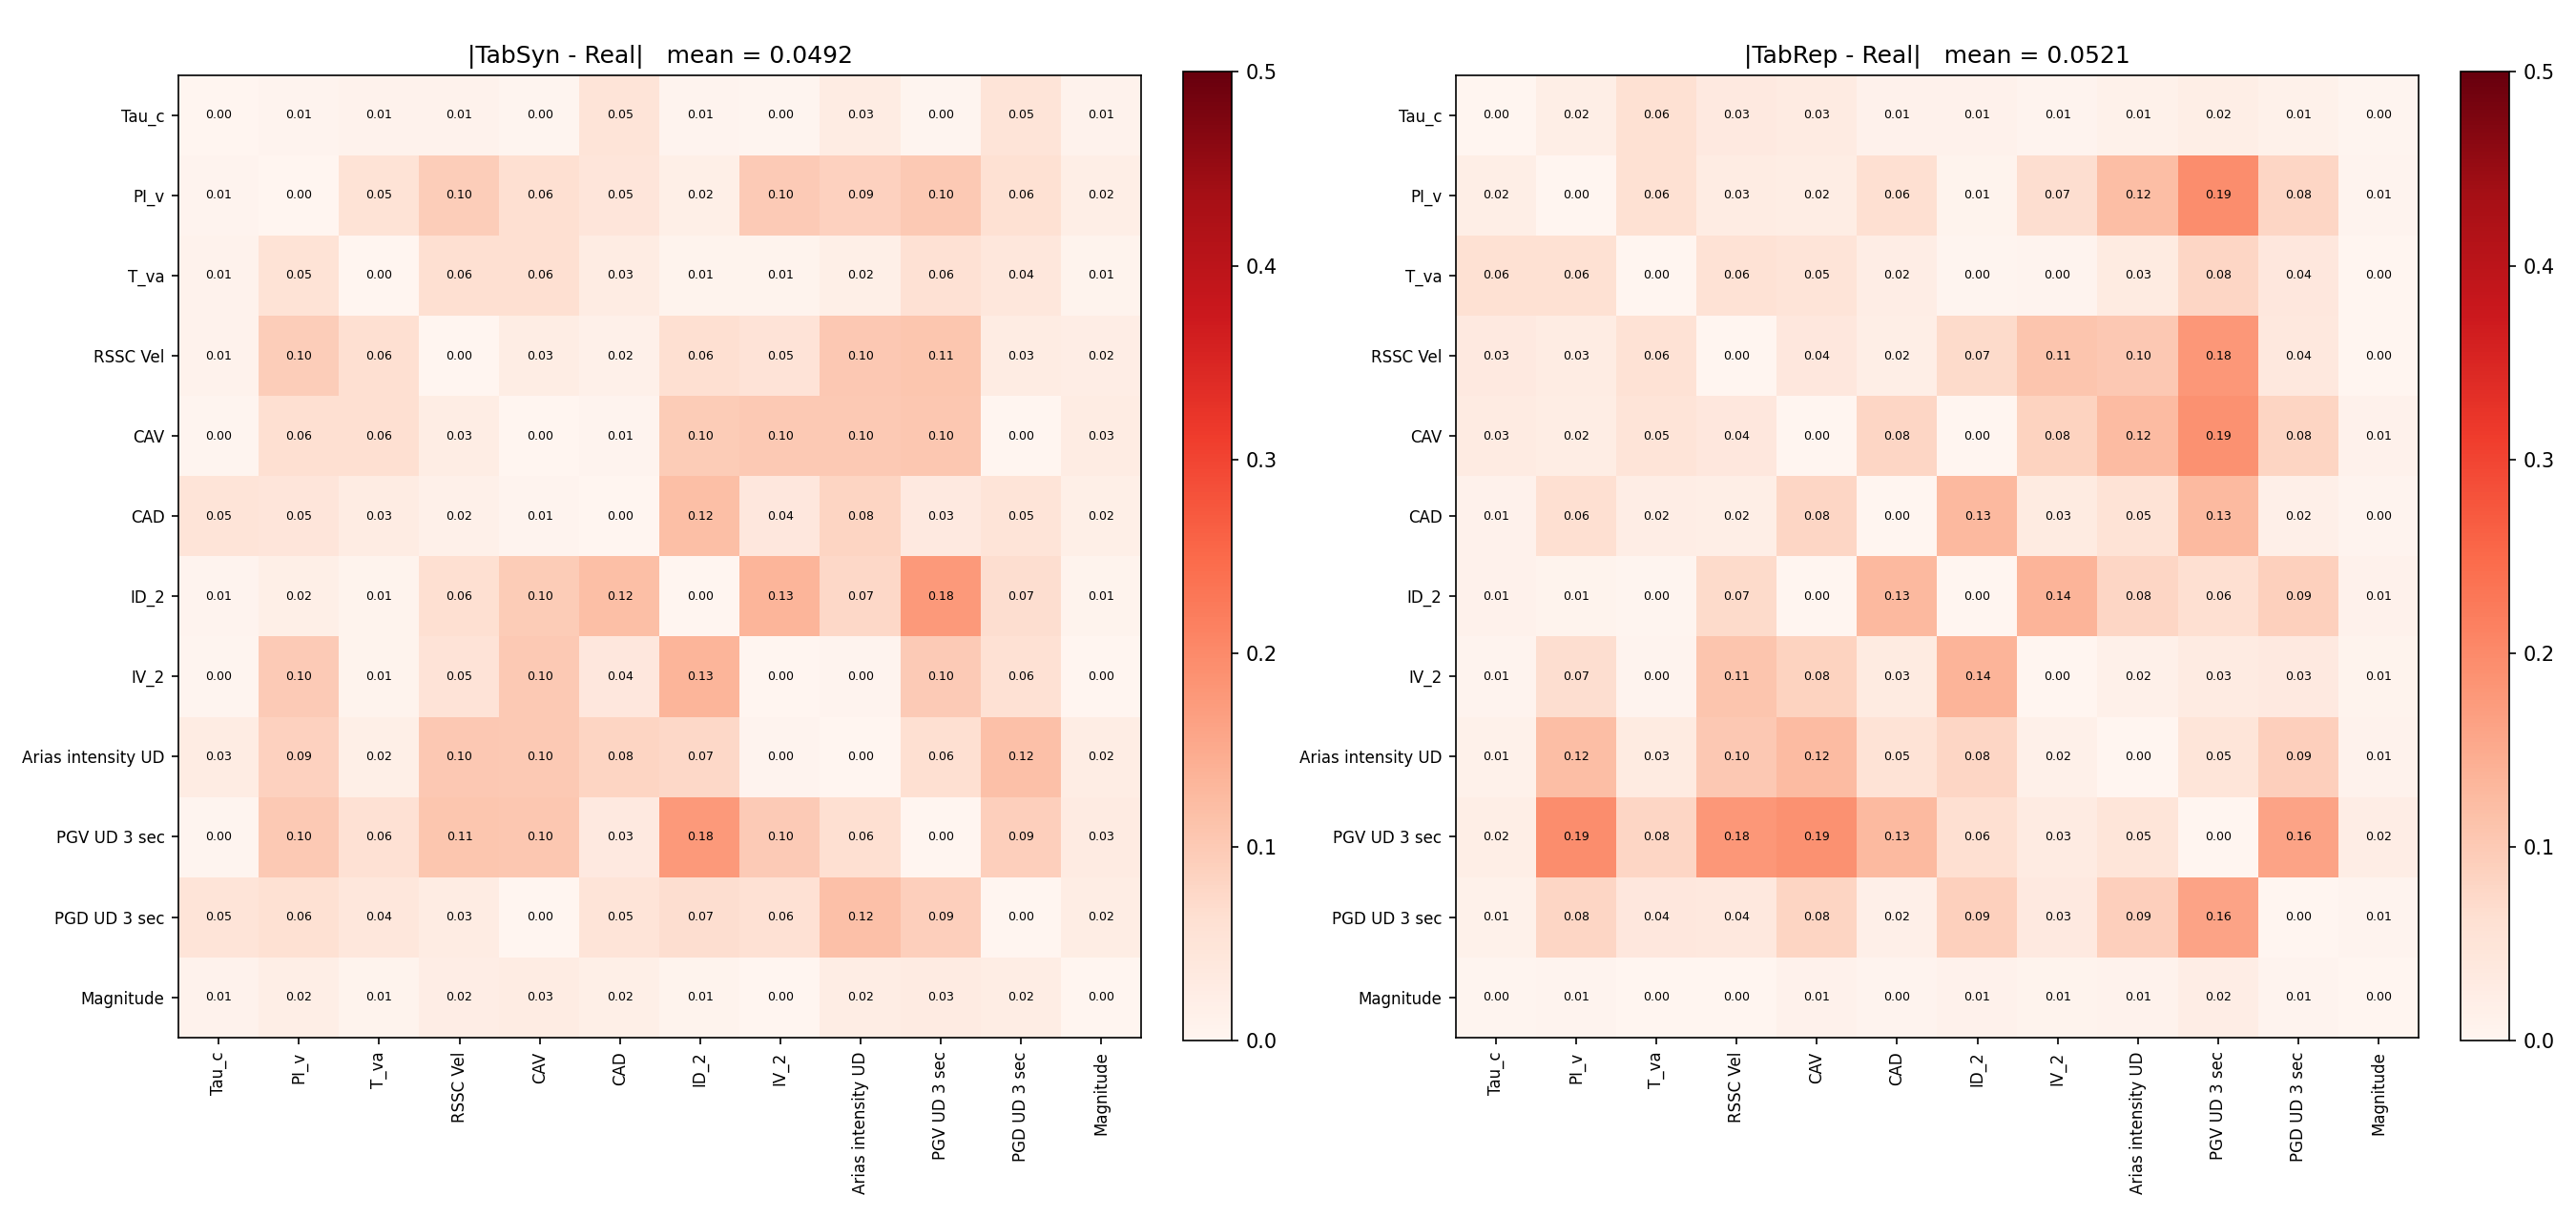 |TabSyn - Real|   mean = 0.0492
Tau_c 0.00 0.01 0.01 0.01 0.00 0.05 0.01 0.00 0.03 0.00 0.05 0.01
PI_v 0.01 0.00 0.05 0.10 0.06 0.05 0.02 0.10 0.09 0.10 0.06 0.02
T_va 0.01 0.05 0.00 0.06 0.06 0.03 0.01 0.01 0.02 0.06 0.04 0.01
RSSC Vel 0.01 0.10 0.06 0.00 0.03 0.02 0.06 0.05 0.10 0.11 0.03 0.02
CAV 0.00 0.06 0.06 0.03 0.00 0.01 0.10 0.10 0.10 0.10 0.00 0.03
CAD 0.05 0.05 0.03 0.02 0.01 0.00 0.12 0.04 0.08 0.03 0.05 0.02
ID_2 0.01 0.02 0.01 0.06 0.10 0.12 0.00 0.13 0.07 0.18 0.07 0.01
IV_2 0.00 0.10 0.01 0.05 0.10 0.04 0.13 0.00 0.00 0.10 0.06 0.00
Arias intensity UD 0.03 0.09 0.02 0.10 0.10 0.08 0.07 0.00 0.00 0.06 0.12 0.02
PGV UD 3 sec 0.00 0.10 0.06 0.11 0.10 0.03 0.18 0.10 0.06 0.00 0.09 0.03
PGD UD 3 sec 0.05 0.06 0.04 0.03 0.00 0.05 0.07 0.06 0.12 0.09 0.00 0.02
Magnitude 0.01 0.02 0.01 0.02 0.03 0.02 0.01 0.00 0.02 0.03 0.02 0.00
Tau_c
PI_v
T_va
RSSC Vel
CAV
CAD
ID_2
IV_2
Arias intensity UD
PGV UD 3 sec
PGD UD 3 sec
Magnitude
0.5
0.4
0.3
0.2
0.1
0.0
|TabRep - Real|   mean = 0.0521
Tau_c 0.00 0.02 0.06 0.03 0.03 0.01 0.01 0.01 0.01 0.02 0.01 0.00
PI_v 0.02 0.00 0.06 0.03 0.02 0.06 0.01 0.07 0.12 0.19 0.08 0.01
T_va 0.06 0.06 0.00 0.06 0.05 0.02 0.00 0.00 0.03 0.08 0.04 0.00
RSSC Vel 0.03 0.03 0.06 0.00 0.04 0.02 0.07 0.11 0.10 0.18 0.04 0.00
CAV 0.03 0.02 0.05 0.04 0.00 0.08 0.00 0.08 0.12 0.19 0.08 0.01
CAD 0.01 0.06 0.02 0.02 0.08 0.00 0.13 0.03 0.05 0.13 0.02 0.00
ID_2 0.01 0.01 0.00 0.07 0.00 0.13 0.00 0.14 0.08 0.06 0.09 0.01
IV_2 0.01 0.07 0.00 0.11 0.08 0.03 0.14 0.00 0.02 0.03 0.03 0.01
Arias intensity UD 0.01 0.12 0.03 0.10 0.12 0.05 0.08 0.02 0.00 0.05 0.09 0.01
PGV UD 3 sec 0.02 0.19 0.08 0.18 0.19 0.13 0.06 0.03 0.05 0.00 0.16 0.02
PGD UD 3 sec 0.01 0.08 0.04 0.04 0.08 0.02 0.09 0.03 0.09 0.16 0.00 0.01
Magnitude 0.00 0.01 0.00 0.00 0.01 0.00 0.01 0.01 0.01 0.02 0.01 0.00
Tau_c
PI_v
T_va
RSSC Vel
CAV
CAD
ID_2
IV_2
Arias intensity UD
PGV UD 3 sec
PGD UD 3 sec
Magnitude
0.5
0.4
0.3
0.2
0.1
0.0